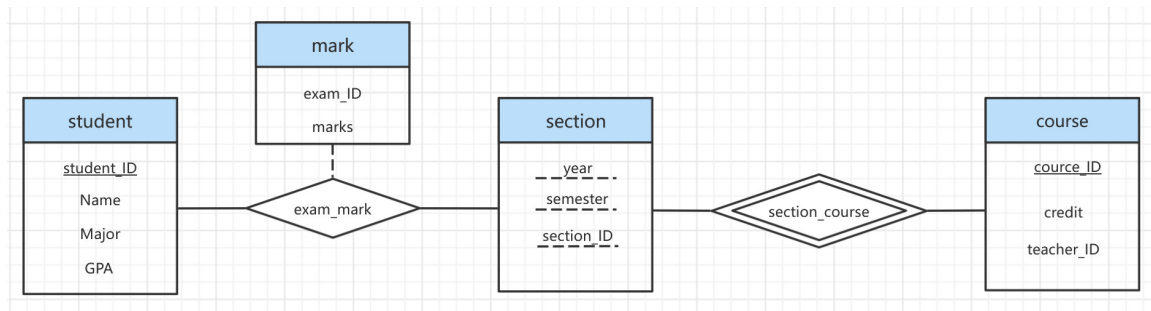 mark
exam_ID
marks
student
student_ID
Name
Major
GPA
exam_mark
section
year
semester
section_ID
section_course
course
cource_ID
credit
teacher_ID